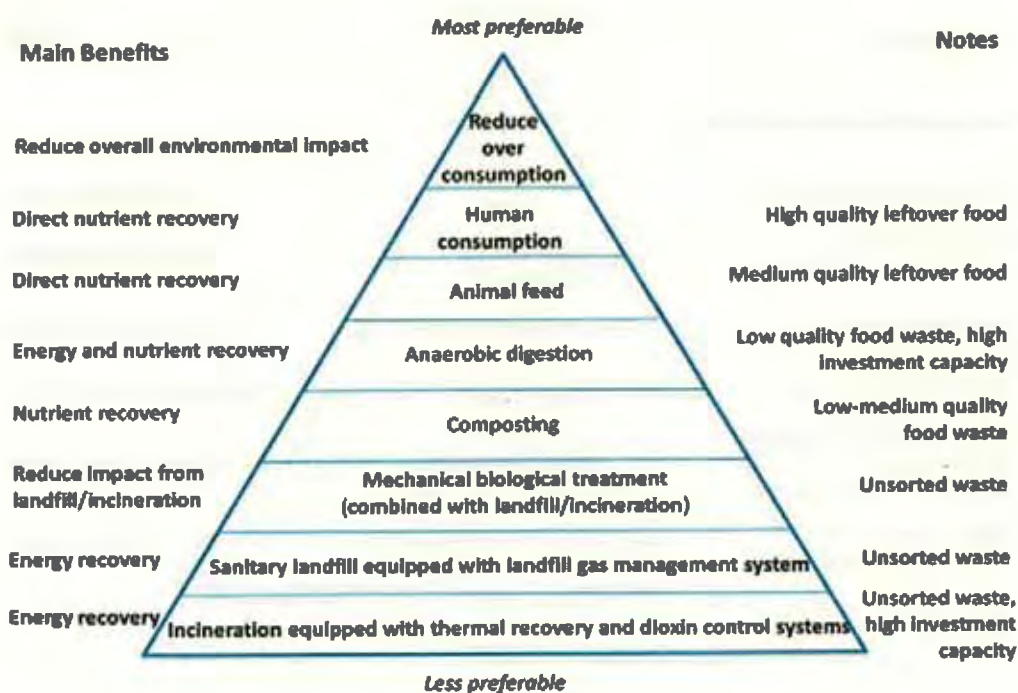 Most preferable
Main Benefits
Notes
Reduce overall environmental impact
Reduce
over
consumption
Direct nutrient recovery
Human
consumption
High quality leftover food
Direct nutrient recovery
Animal feed
Medium quality leftover food
Energy and nutrient recovery
Anaerobic digestion
Low quality food waste, high
investment capacity
Nutrient recovery
Composting
Low-medium quality
food waste
Reduce impact from
landfill/incineration
Mechanical biological treatment
(combined with landfill/incineration)
Unsorted waste
Energy recovery
Sanitary landfill equipped with landfill gas management system
Unsorted waste
Energy recovery
Incineration equipped with thermal recovery and dioxin control systems
Unsorted waste,
high investment
capacity
Less preferable